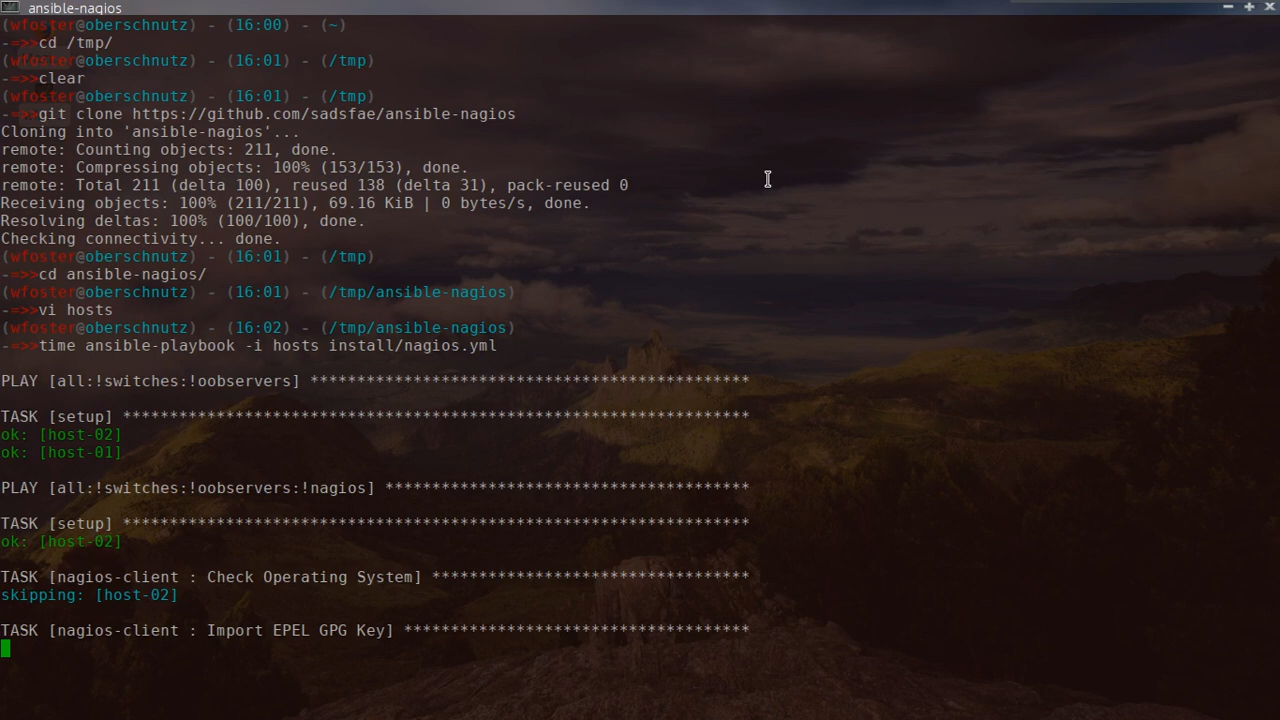 ansible-nagios
(wfoster@oberschnutz) - (16:00) - (~)
-=>>cd /tmp/
(wfoster@oberschnutz) - (16:01) - (/tmp)
-=>>clear
(wfoster@oberschnutz) - (16:01) - (/tmp)
-=>>git clone https://github.com/sadsfae/ansible-nagios
Cloning into 'ansible-nagios'...
remote: Counting objects: 211, done.
remote: Compressing objects: 100% (153/153), done.
remote: Total 211 (delta 100), reused 138 (delta 31), pack-reused 0
Receiving objects: 100% (211/211), 69.16 KiB | 0 bytes/s, done.
Resolving deltas: 100% (100/100), done.
Checking connectivity... done.
(wfoster@oberschnutz) - (16:01) - (/tmp)
-=>>cd ansible-nagios/
(wfoster@oberschnutz) - (16:01) - (/tmp/ansible-nagios)
-=>>vi hosts
(wfoster@oberschnutz) - (16:02) - (/tmp/ansible-nagios)
-=>>time ansible-playbook -i hosts install/nagios.yml
PLAY [all:!switches:!oobservers] ***********************************************
TASK [setup] *******************************************************************
ok: [host-02]
ok: [host-01]
PLAY [all:!switches:!oobservers:!nagios] ***************************************
TASK [setup] *******************************************************************
ok: [host-02]
TASK [nagios-client : Check Operating System] **********************************
skipping: [host-02]
TASK [nagios-client : Import EPEL GPG Key] *************************************